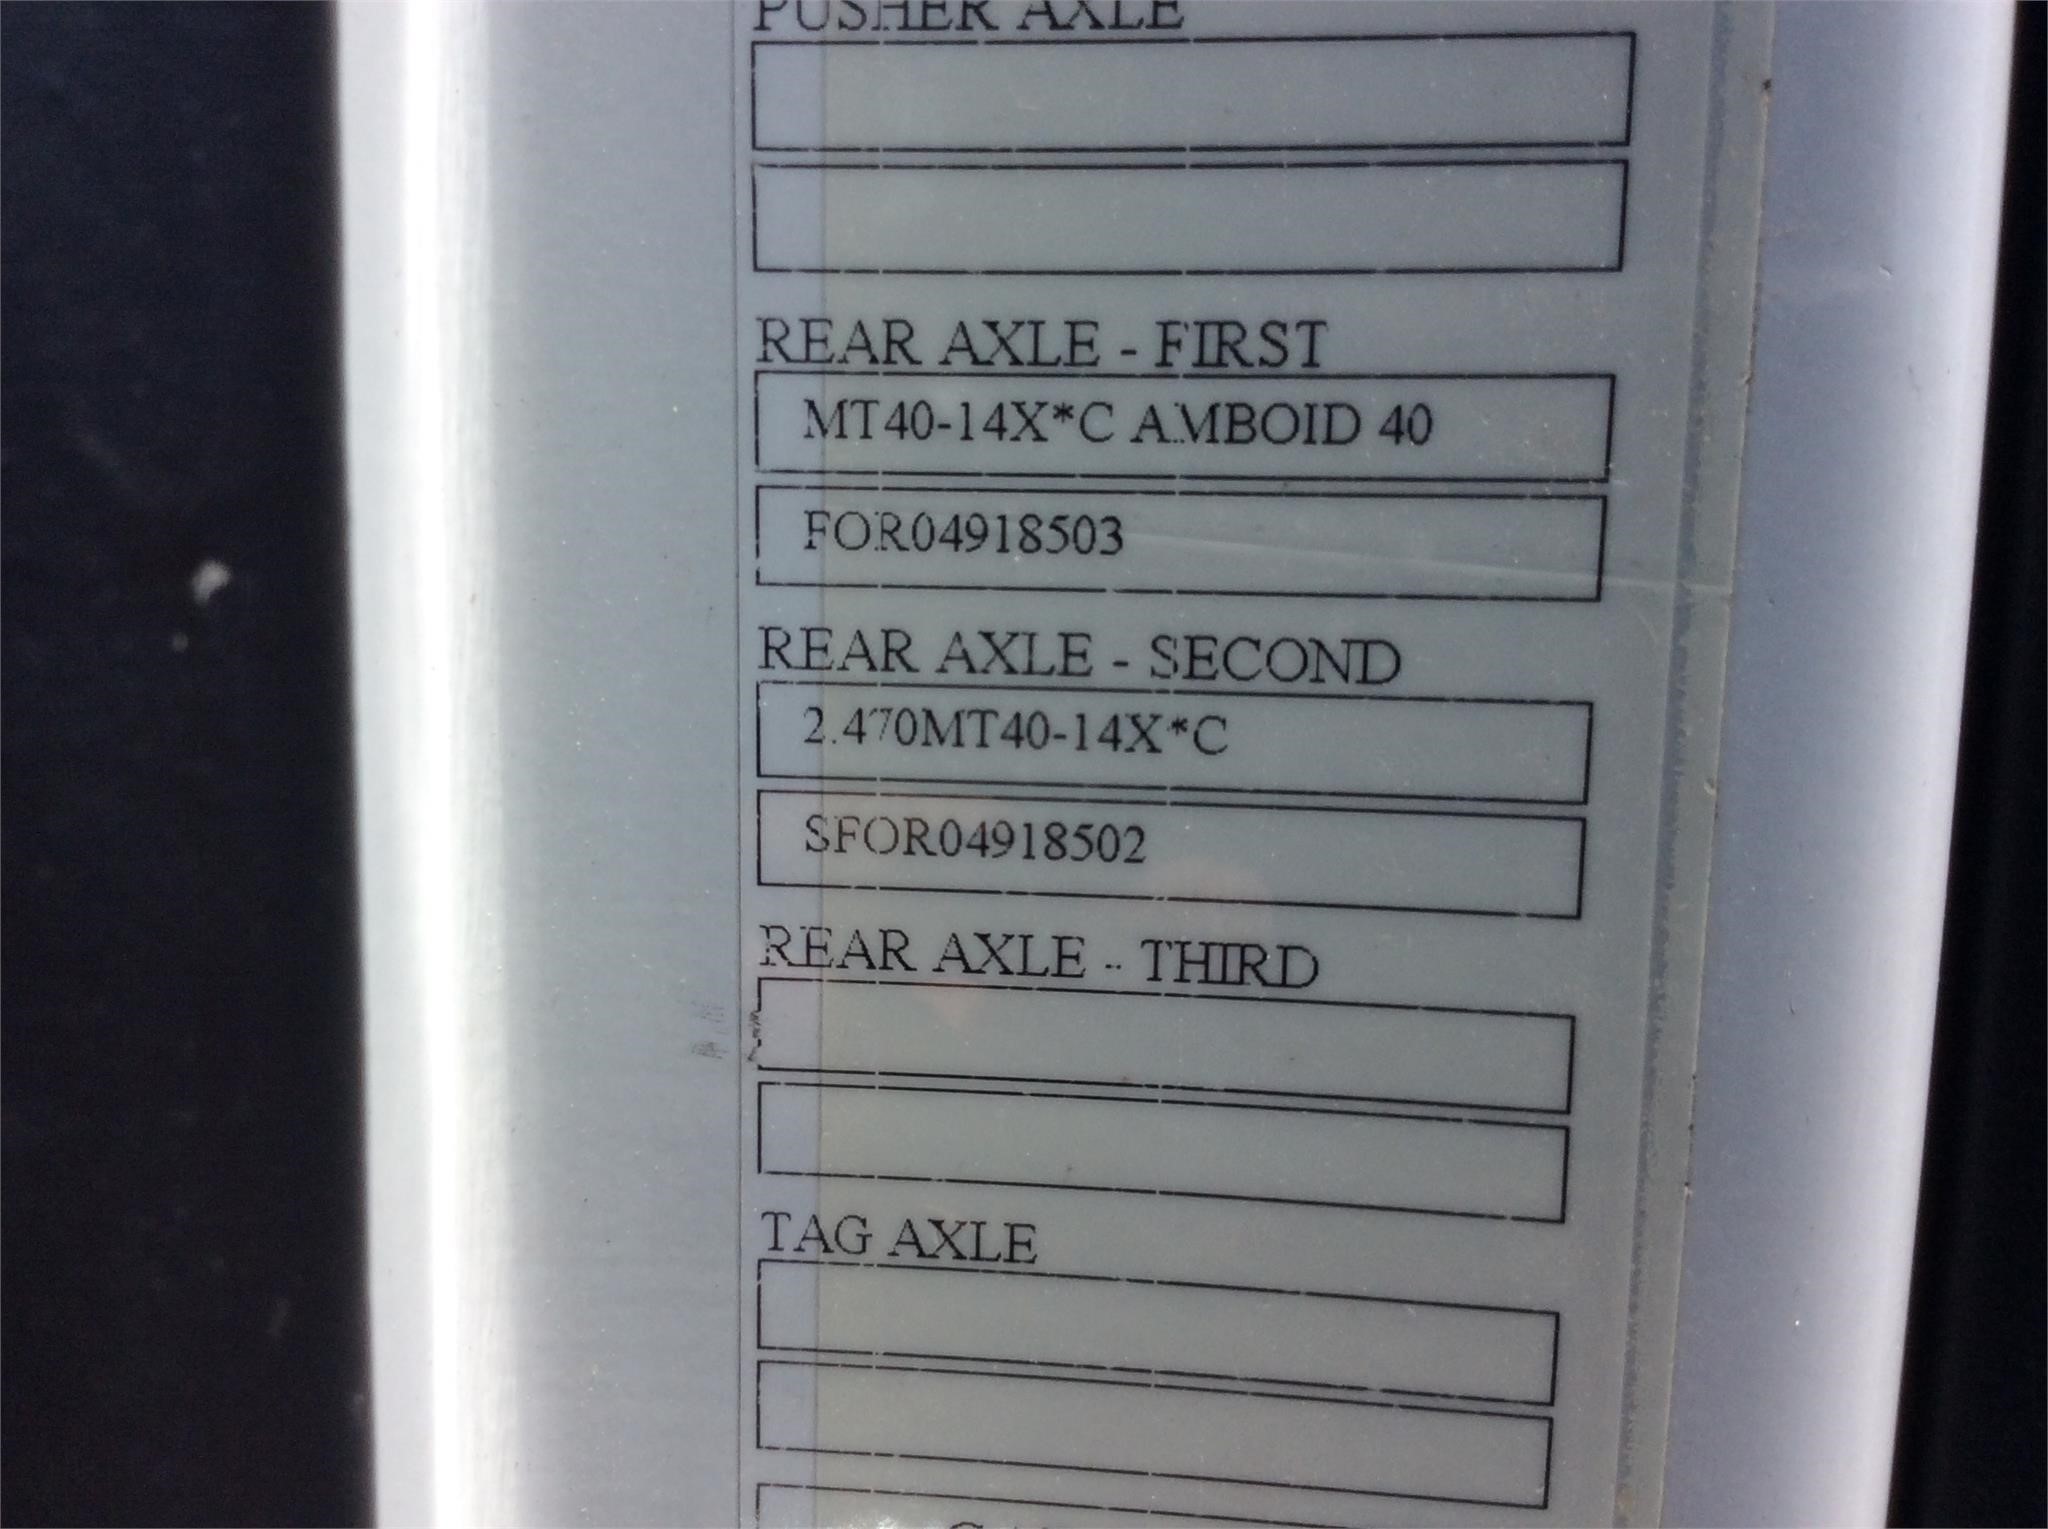 PUSHER AXLE
REAR AXLE - FIRST
MT40-14X*C AMBOID 40
FOR04918503
REAR AXLE - SECOND
2.470MT40-14X*C
SFOR04918502
REAR AXLE - THIRD
TAG AXLE